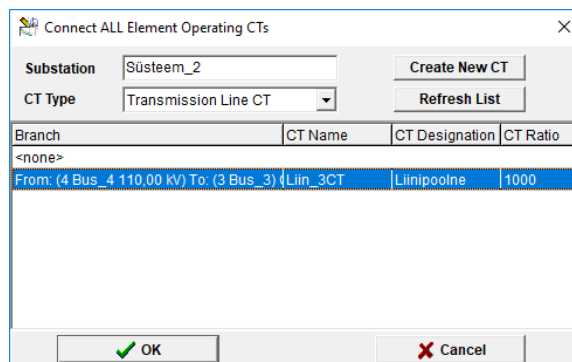 Connect ALL Element Operating CTs
Substation Süsteem_2 Create New CT
CT Type Transmission Line CT Refresh List
Branch CT Name CT Designation CT Ratio
<none>
From: (4 Bus_4 110,00 kV) To: (3 Bus_3) Liin_3CT Liinipoolne 1000
OK Cancel